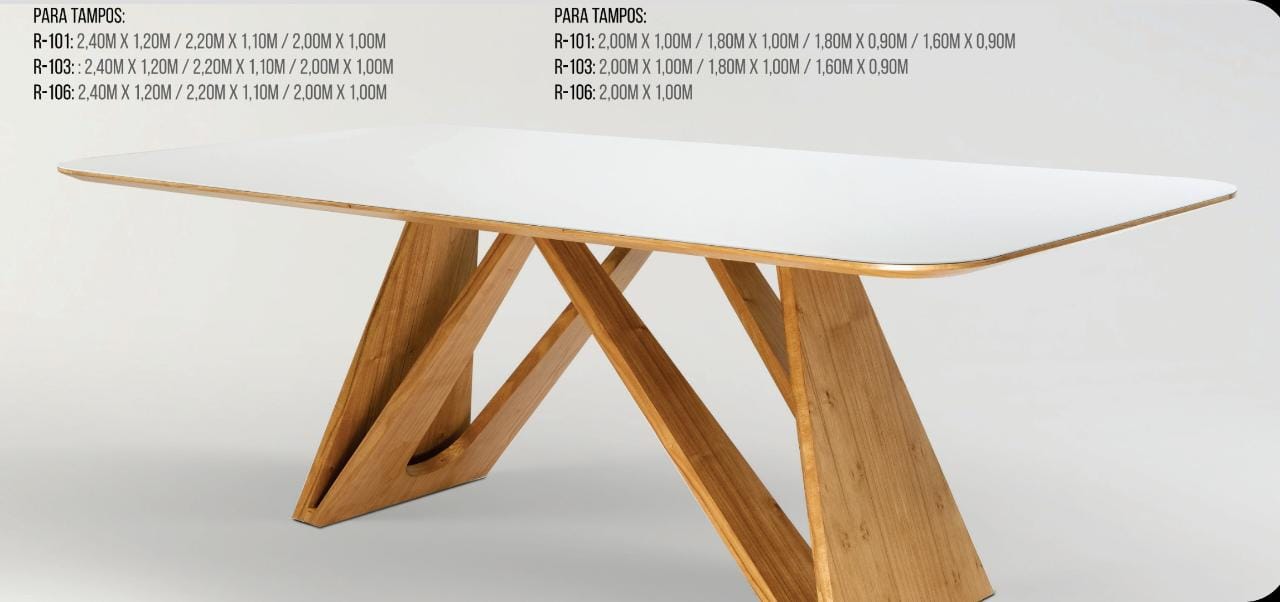 PARA TAMPOS:
R-101: 2,40M X 1,20M / 2,20M X 1,10M / 2,00M X 1,00M
R-103: : 2,40M X 1,20M / 2,20M X 1,10M / 2,00M X 1,00M
R-106: 2,40M X 1,20M / 2,20M X 1,10M / 2,00M X 1,00M
PARA TAMPOS:
R-101: 2,00M X 1,00M / 1,80M X 1,00M / 1,80M X 0,90M / 1,60M X 0,90M
R-103: 2,00M X 1,00M / 1,80M X 1,00M / 1,60M X 0,90M
R-106: 2,00M X 1,00M